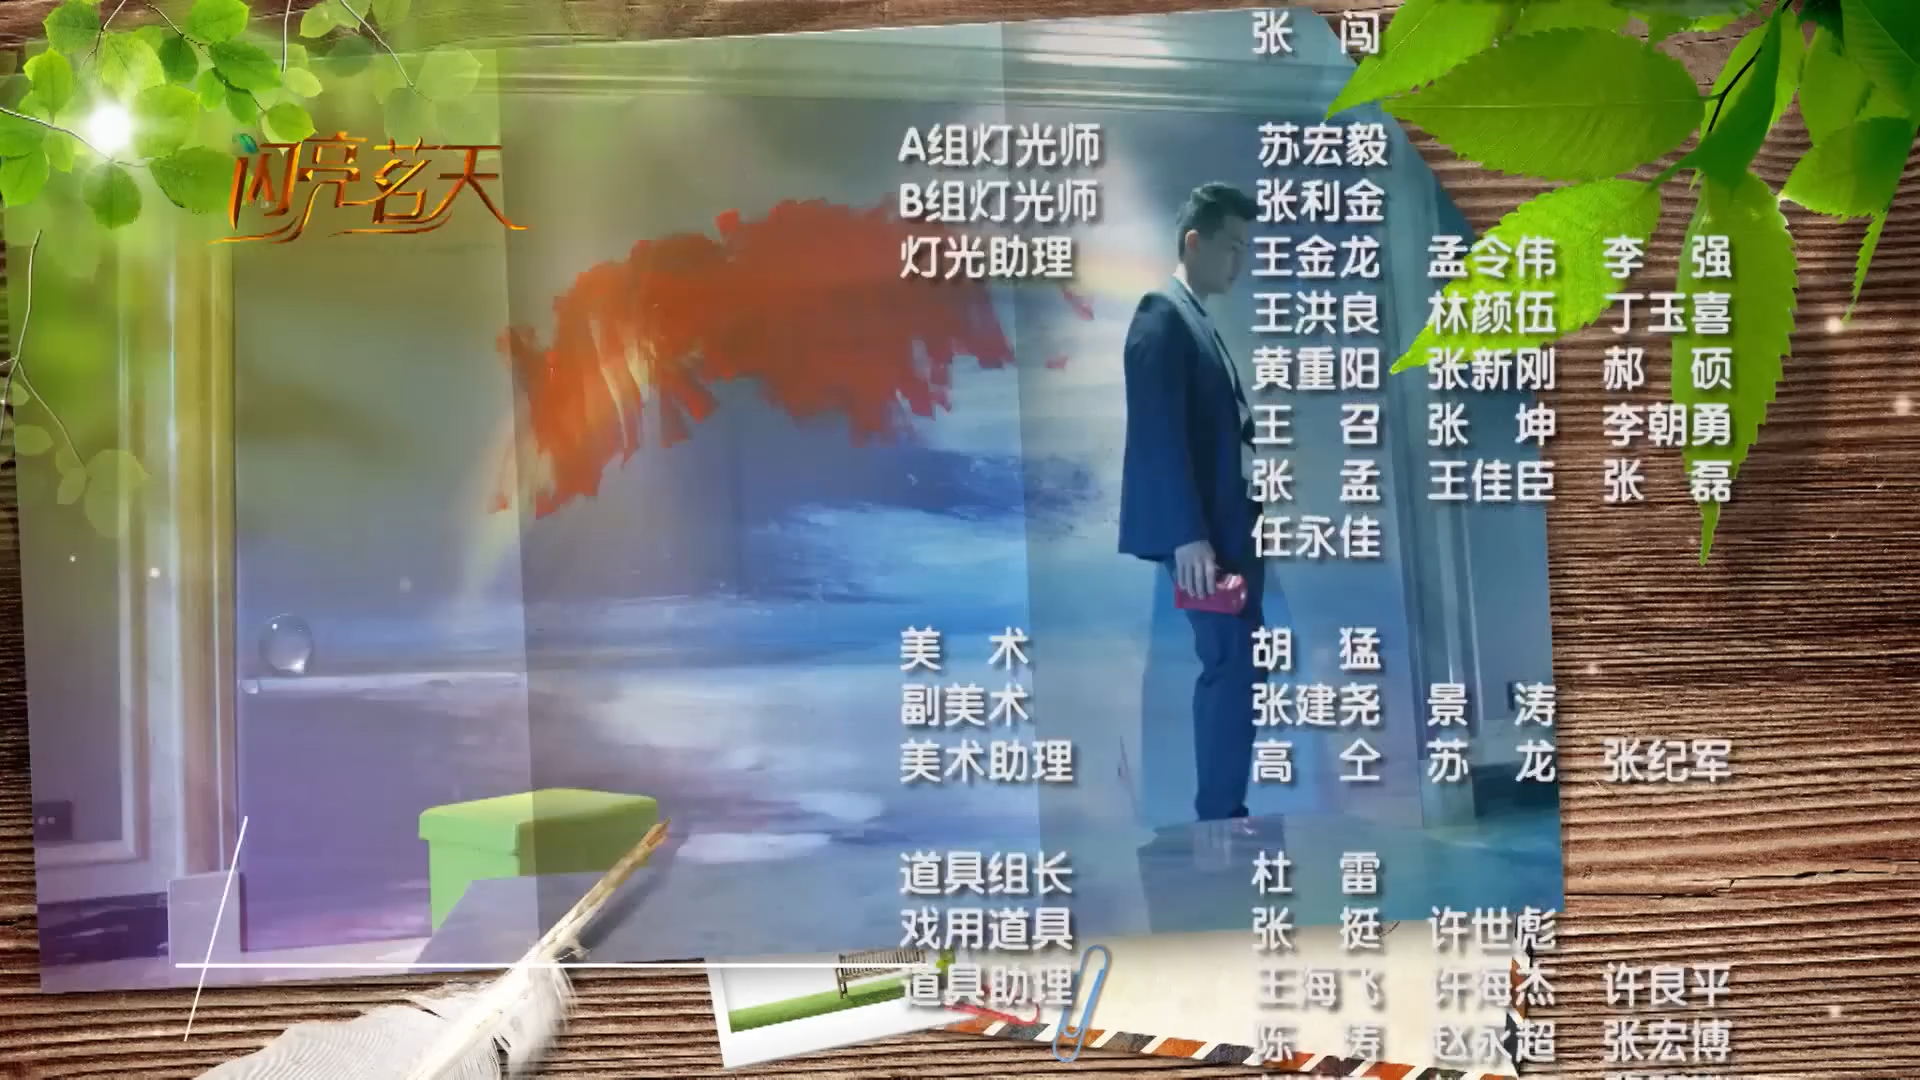 张 闯
闪亮茗天
A组灯光师 苏宏毅
B组灯光师 张利金
灯光助理 王金龙 孟令伟 李 强
王洪良 林颜伍 丁玉喜
黄重阳 张新刚 郝 硕
王 召 张 坤 李朝勇
张 孟 王佳臣 张 磊
任永佳
美 术 胡 猛
副美术 张建尧 景 涛
美术助理 高 仝 苏 龙 张纪军
道具组长 杜 雷
戏用道具 张 挺 许世彪
道具助理 王海飞 许海杰 许良平
陈 涛 赵永超 张宏博